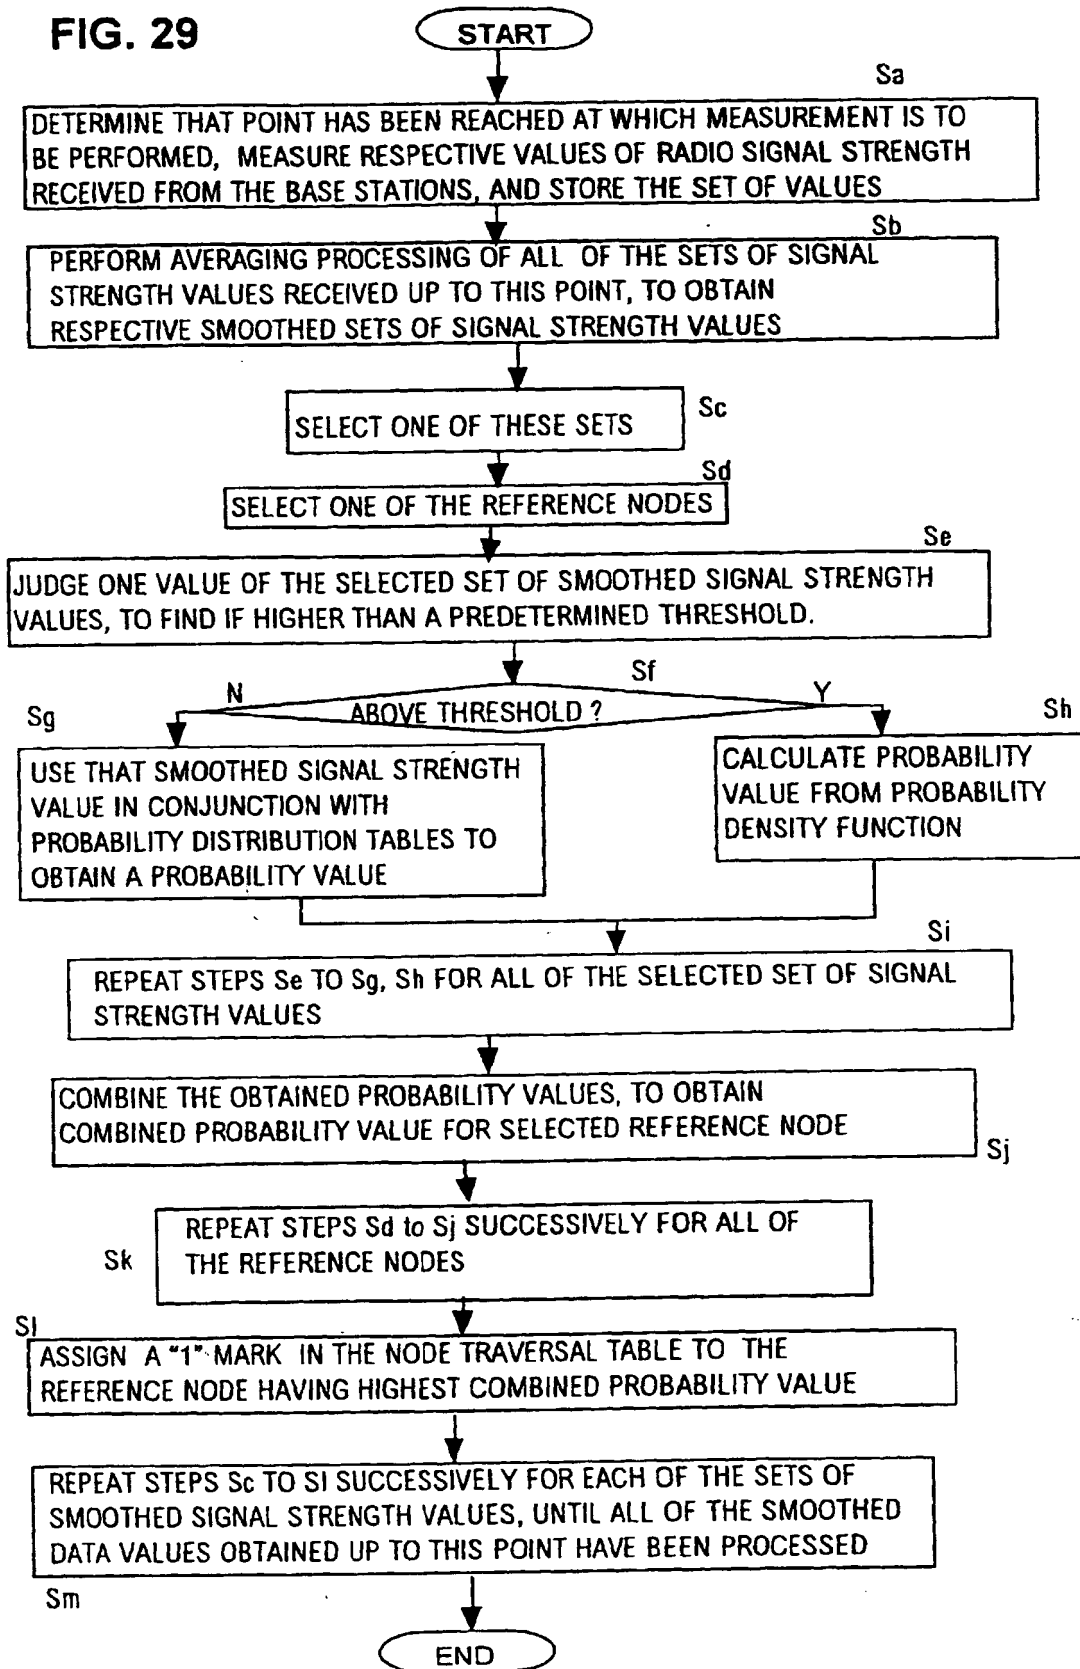 FIG. 29
START
Sa
DETERMINE THAT POINT HAS BEEN REACHED AT WHICH MEASUREMENT IS TO
BE PERFORMED, MEASURE RESPECTIVE VALUES OF RADIO SIGNAL STRENGTH
RECEIVED FROM THE BASE STATIONS, AND STORE THE SET OF VALUES
Sb
PERFORM AVERAGING PROCESSING OF ALL OF THE SETS OF SIGNAL
STRENGTH VALUES RECEIVED UP TO THIS POINT, TO OBTAIN
RESPECTIVE SMOOTHED SETS OF SIGNAL STRENGTH VALUES
Sc
SELECT ONE OF THESE SETS
Sd
SELECT ONE OF THE REFERENCE NODES
Se
JUDGE ONE VALUE OF THE SELECTED SET OF SMOOTHED SIGNAL STRENGTH
VALUES, TO FIND IF HIGHER THAN A PREDETERMINED THRESHOLD.
Sf
N
ABOVE THRESHOLD ?
Y
Sg
USE THAT SMOOTHED SIGNAL STRENGTH
VALUE IN CONJUNCTION WITH
PROBABILITY DISTRIBUTION TABLES TO
OBTAIN A PROBABILITY VALUE
Sh
CALCULATE PROBABILITY
VALUE FROM PROBABILITY
DENSITY FUNCTION
Si
REPEAT STEPS Se TO Sg, Sh FOR ALL OF THE SELECTED SET OF SIGNAL
STRENGTH VALUES
COMBINE THE OBTAINED PROBABILITY VALUES, TO OBTAIN
COMBINED PROBABILITY VALUE FOR SELECTED REFERENCE NODE
Sj
REPEAT STEPS Sd to Sj SUCCESSIVELY FOR ALL OF
THE REFERENCE NODES
Sk
Sl
ASSIGN A "1" MARK IN THE NODE TRAVERSAL TABLE TO THE
REFERENCE NODE HAVING HIGHEST COMBINED PROBABILITY VALUE
REPEAT STEPS Sc TO Sl SUCCESSIVELY FOR EACH OF THE SETS OF
SMOOTHED SIGNAL STRENGTH VALUES, UNTIL ALL OF THE SMOOTHED
DATA VALUES OBTAINED UP TO THIS POINT HAVE BEEN PROCESSED
Sm
END